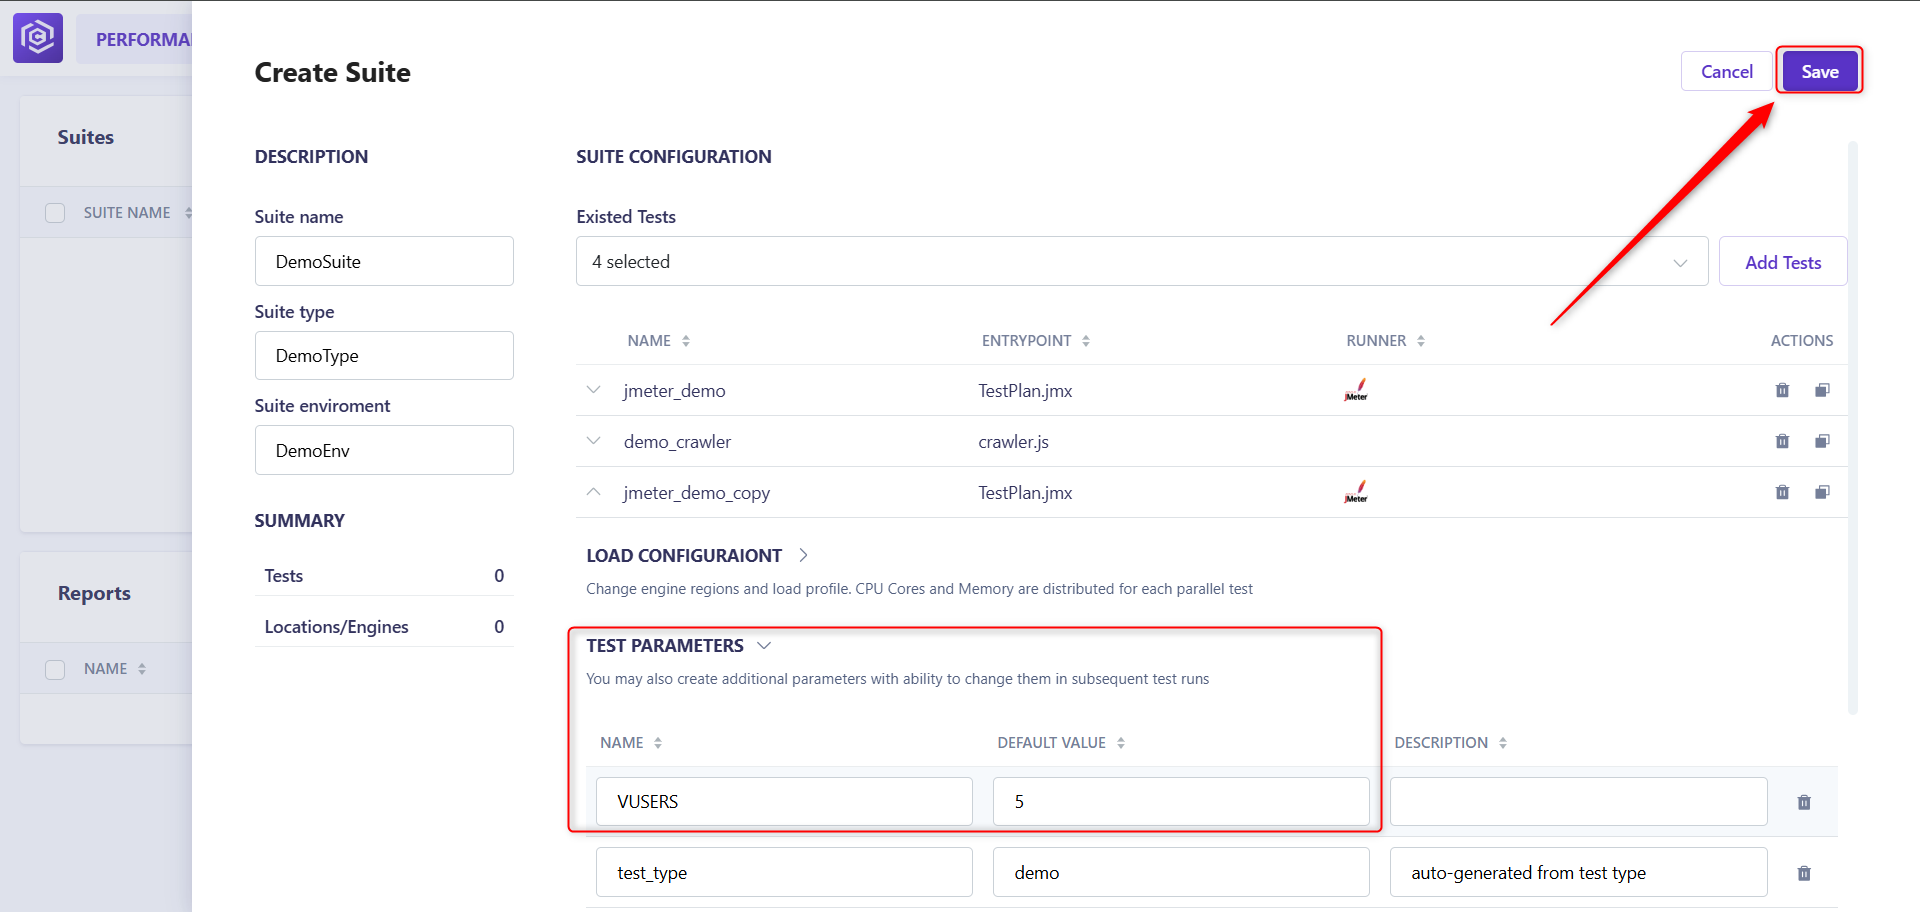 PERFORMA
Create Suite
Cancel
Save
Suites
SUITE NAME
Reports
NAME
DESCRIPTION
Suite name
DemoSuite
Suite type
DemoType
Suite enviroment
DemoEnv
SUMMARY
Tests 0
Locations/Engines 0
SUITE CONFIGURATION
Existed Tests
4 selected
Add Tests
NAME ENTRYPOINT RUNNER ACTIONS
jmeter_demo TestPlan.jmx JMeter
demo_crawler crawler.js
jmeter_demo_copy TestPlan.jmx JMeter
LOAD CONFIGURAIONT
Change engine regions and load profile. CPU Cores and Memory are distributed for each parallel test
TEST PARAMETERS
You may also create additional parameters with ability to change them in subsequent test runs
NAME DEFAULT VALUE DESCRIPTION
VUSERS 5
test_type demo auto-generated from test type